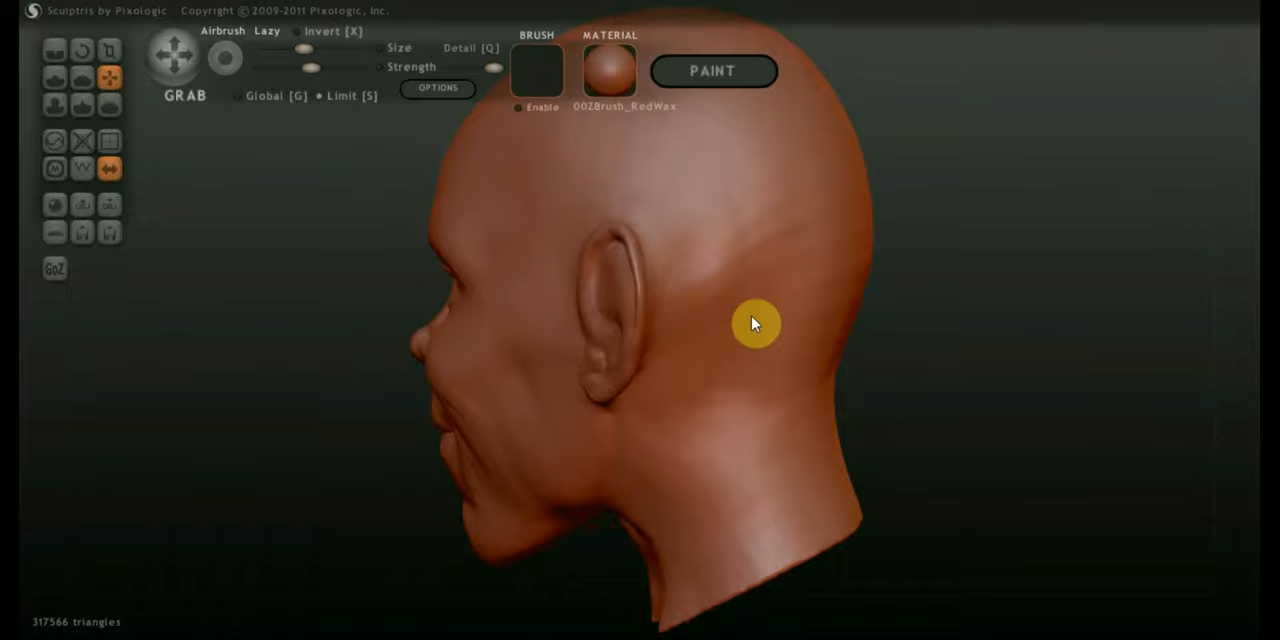 Sculptris by Pixologic Copyright © 2009-2011 Pixologic, Inc.
Airbrush Lazy Invert [X]
BRUSH MATERIAL
Size Detail [Q]
Strength
PAINT
OPTIONS
GRAB Global [G] Limit [S]
Enable 00ZBrush_RedWax
GoZ
317566 triangles